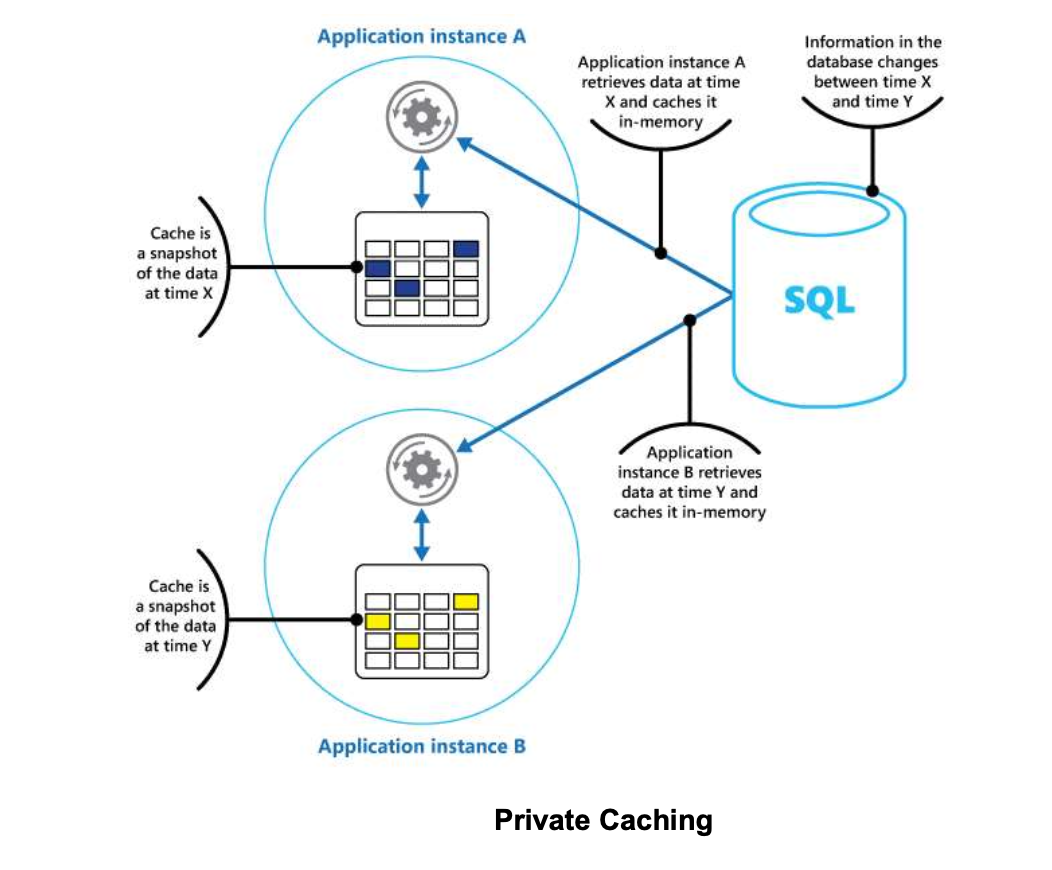 Application instance A
Application instance A
retrieves data at time
X and caches it
in-memory
Information in the
database changes
between time X
and time Y
Cache is
a snapshot
of the data
at time X
SQL
Application
instance B retrieves
data at time Y and
caches it in-memory
Cache is
a snapshot
of the data
at time Y
Application instance B
Private Caching